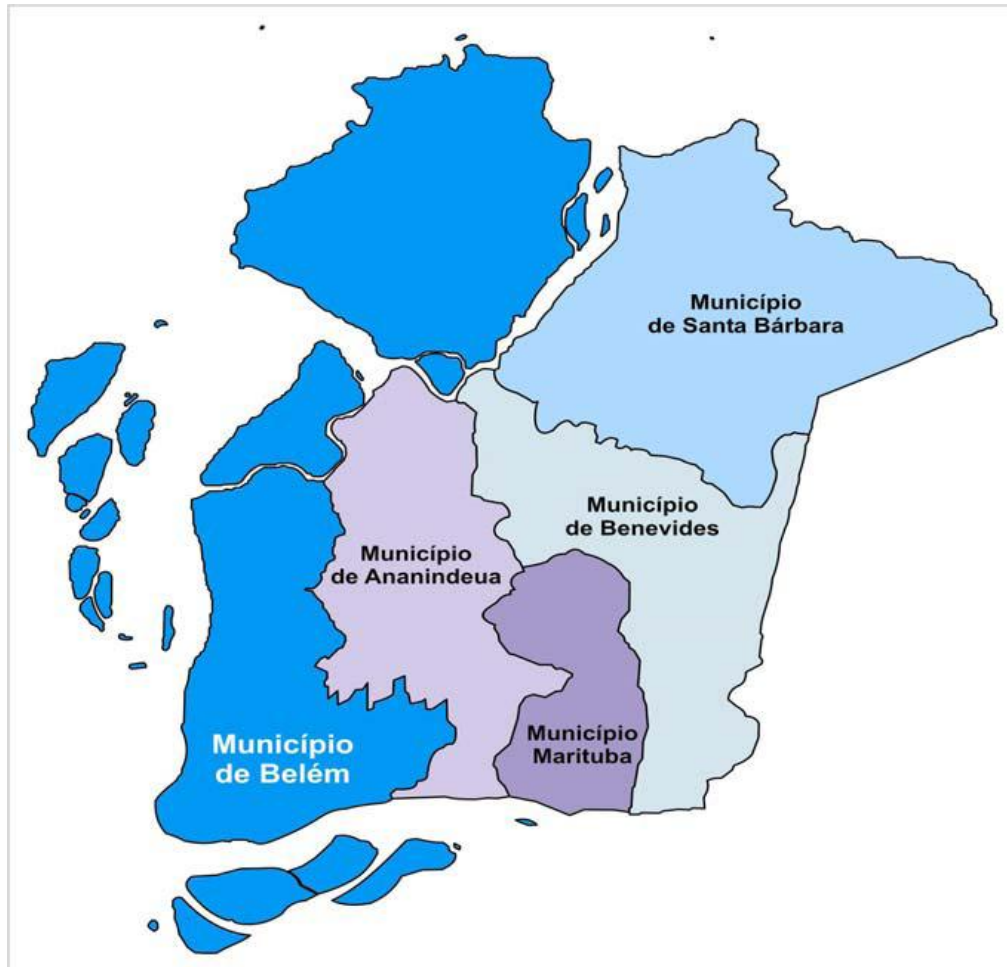 Município
de Santa Bárbara
Município
de Benevides
Município
de Ananindeua
Município
Marituba
Município
de Belém